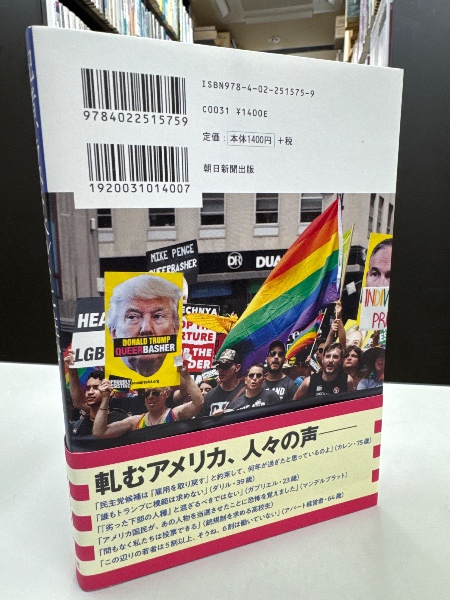 ISBN978-4-02-251575-9
C0031 ¥1400E
定価： 本体1400円 +税
朝日新聞出版
9784022515759
1920031014007
MIKE PENCE
QUEERBASHER
DUA
HEA
LGB
DONALD TRUMP
QUEERBASHER
CHNYA
TURE
FOR THE
INDIV
PR
軋むアメリカ、人々の声――
「民主党候補は『雇用を取り戻す』と約束して、何年が過ぎたと思っているのよ」（カレン・75歳）
「誰もトランプに模範は求めない」（ダリル・39歳）
「『劣った下部の人種』と混ざるべきではない」（ガブリエル・23歳）
「アメリカ国民が、あの人物を当選させたことに恐怖を覚えました」（マンデルブラット）
「間もなく私たちは投票できる」（銃規制を求める高校生）
「この辺りの若者は5割以上、そうね、6割は働いていない」（アパート経営者・64歳）